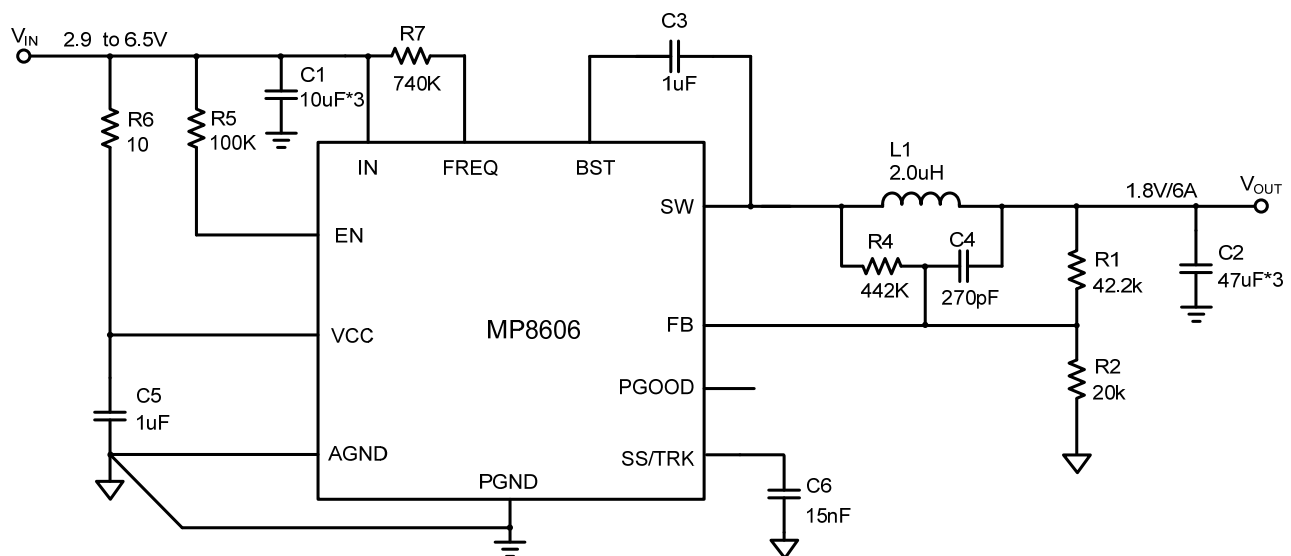 VIN 2.9 to 6.5V
R7
740K
C3
1uF
C1
10uF*3
R6
10
R5
100K
IN
FREQ
BST
L1
2.0uH
SW
1.8V/6A
VOUT
EN
R4
442K
C4
270pF
R1
42.2k
C2
47uF*3
VCC
MP8606
FB
R2
20k
PGOOD
C5
1uF
AGND
SS/TRK
PGND
C6
15nF